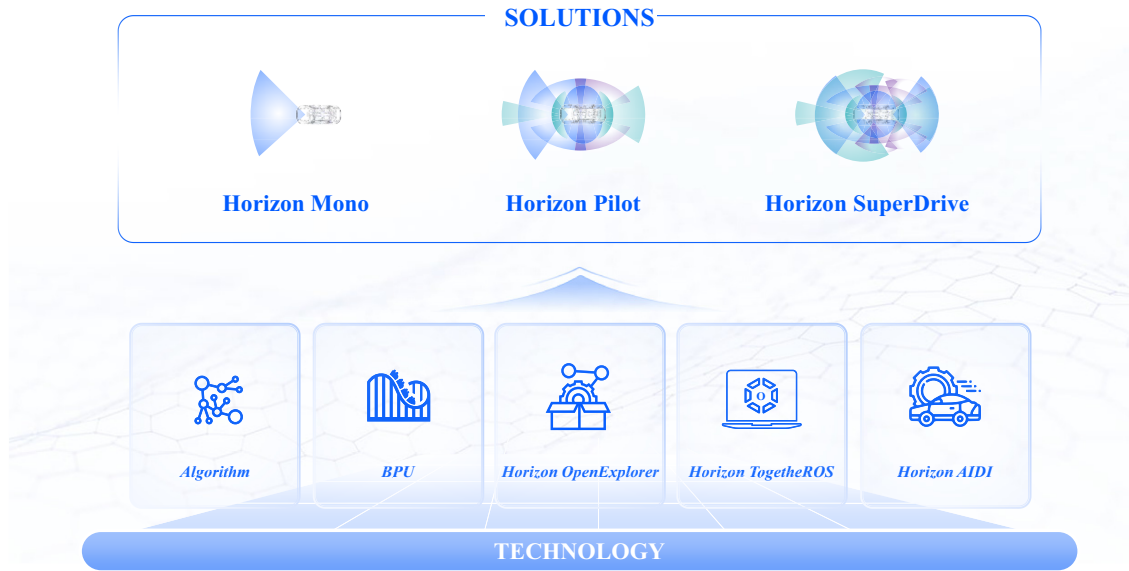 SOLUTIONS
Horizon Mono
Horizon Pilot
Horizon SuperDrive
Algorithm
BPU
Horizon OpenExplorer
Horizon TogetheROS
O
Horizon AIDI
TECHNOLOGY